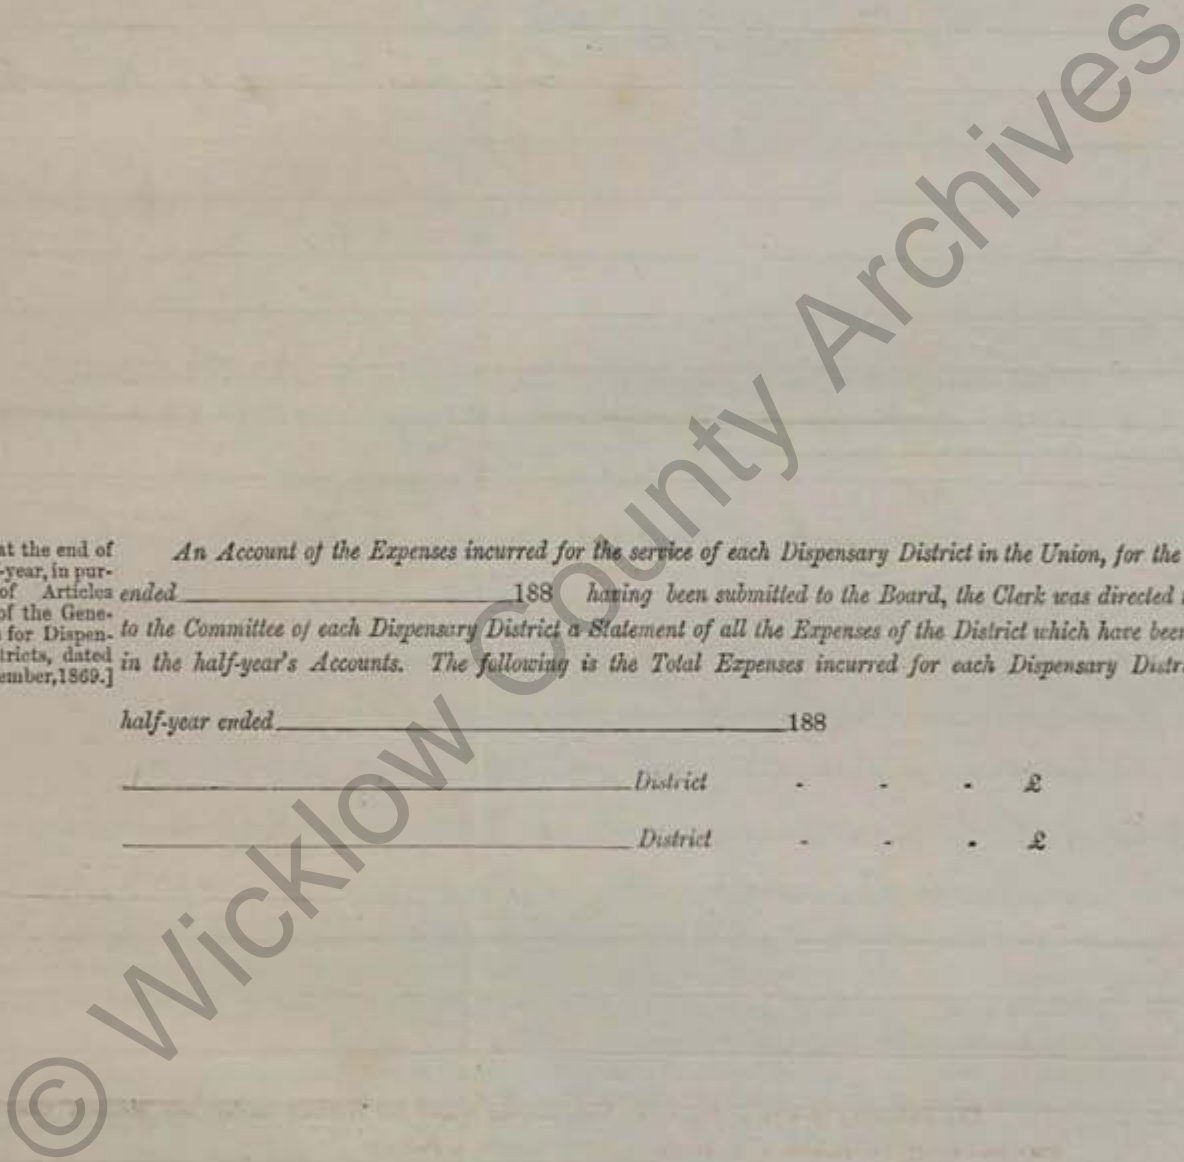 at the end of
-year, in pur-
of Articles
of the Gene-
for Dispen-
tricts, dated
ember, 1869.]
An Account of the Expenses incurred for the service of each Dispensary District in the Union, for the
ended ____________ 188 having been submitted to the Board, the Clerk was directed
to the Committee of each Dispensary District a Statement of all the Expenses of the District which have been
in the half-year's Accounts. The following is the Total Expenses incurred for each Dispensary Distr
half-year ended ____________ 188
____________ District - - - £
____________ District - - - £
© Wicklow County Archives